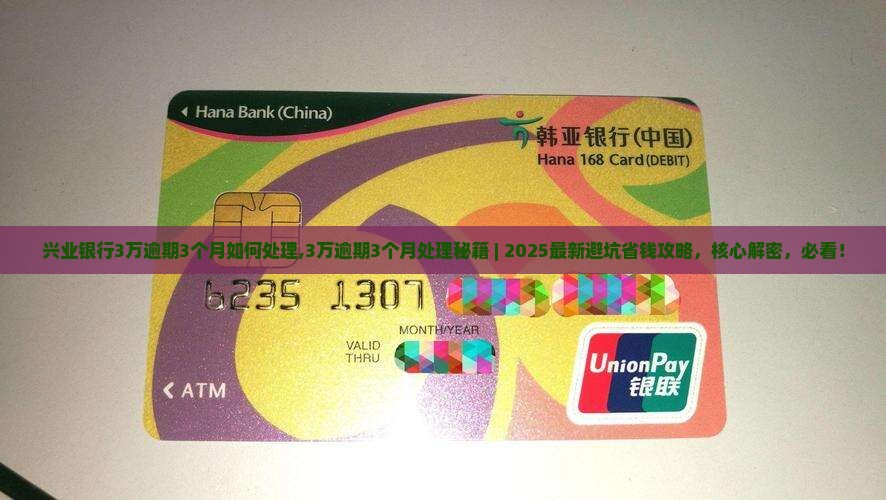 Hana Bank (China)
韩亚银行(中国)
Hana 168 Card(DEBIT)
兴业银行3万逾期3个月如何处理,3万逾期3个月处理秘籍 | 2025最新避坑省钱攻略，核心解密，必看！
6235 1307
MONTH/YEAR
VALID
THRU
ATM
UnionPay
银联